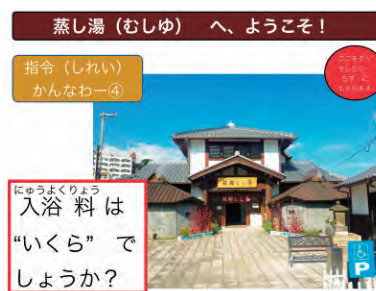 蒸し湯（むしゆ）　へ、ようこそ！
指令（しれい）
かんなわー④
にゅうよくりょう
入浴 料 は
“いくら” で
しょうか？
P